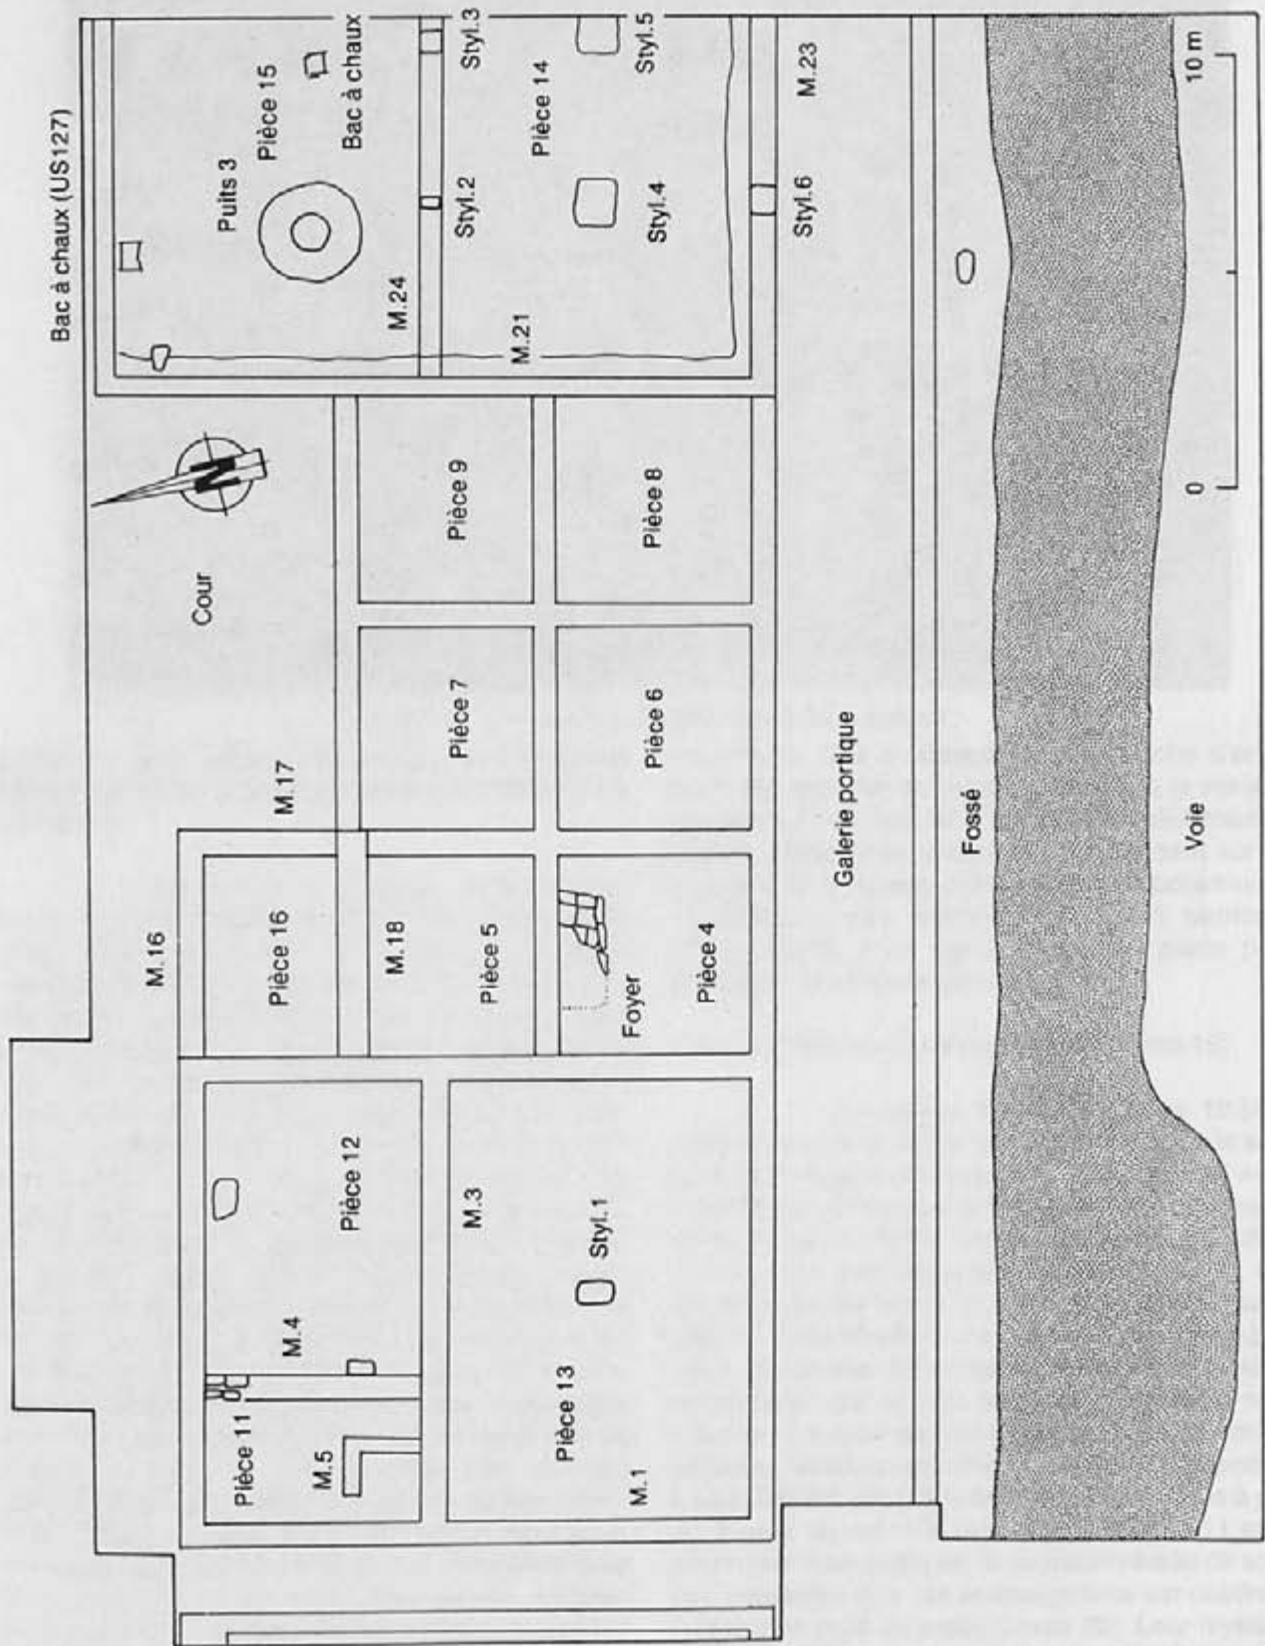 Bac à chaux (US127)
Puits 3
Pièce 15
Bac à chaux
M.24
Styl.2
Styl.3
M.21
Pièce 14
Styl.4
Styl.5
Styl.6
M.23
N
Cour
Pièce 9
Pièce 8
Pièce 7
Pièce 6
M.17
M.16
Pièce 16
M.18
Pièce 5
Foyer
Pièce 4
Pièce 12
M.4
Pièce 11
M.5
M.3
Styl.1
Pièce 13
M.1
Galerie portique
Fossé
Voie
0
10 m